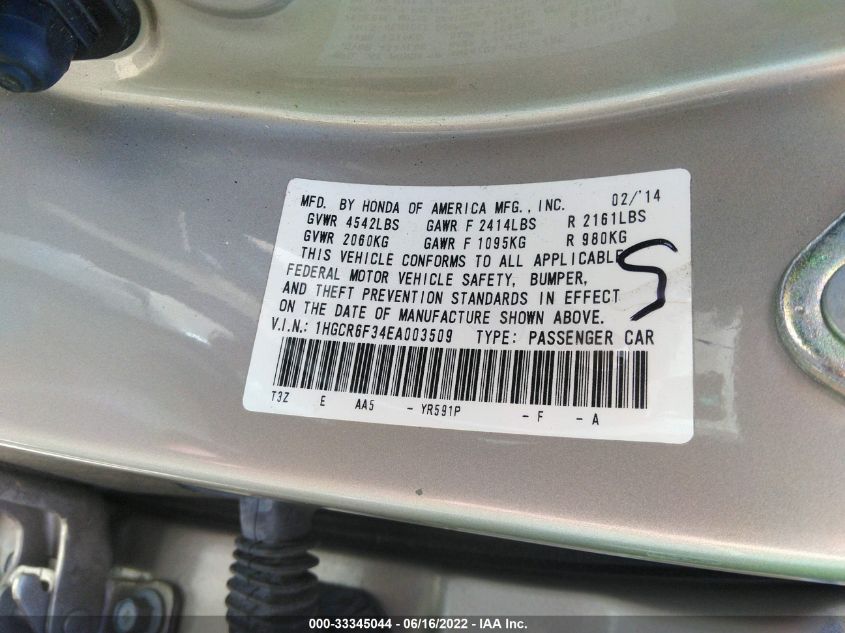 MFD. BY HONDA OF AMERICA MFG., INC. 02/'14
GVWR 4542LBS GAWR F 2414LBS R 2161LBS
GVWR 2060KG GAWR F 1095KG R 980KG
THIS VEHICLE CONFORMS TO ALL APPLICABLE
FEDERAL MOTOR VEHICLE SAFETY, BUMPER,
AND THEFT PREVENTION STANDARDS IN EFFECT
ON THE DATE OF MANUFACTURE SHOWN ABOVE.
V.I.N.: 1HGCR6F34EA003509 TYPE: PASSENGER CAR
T3Z E AA5 - YR591P - F - A
5
000-33345044 / 06/16/2022 - IAA Inc.